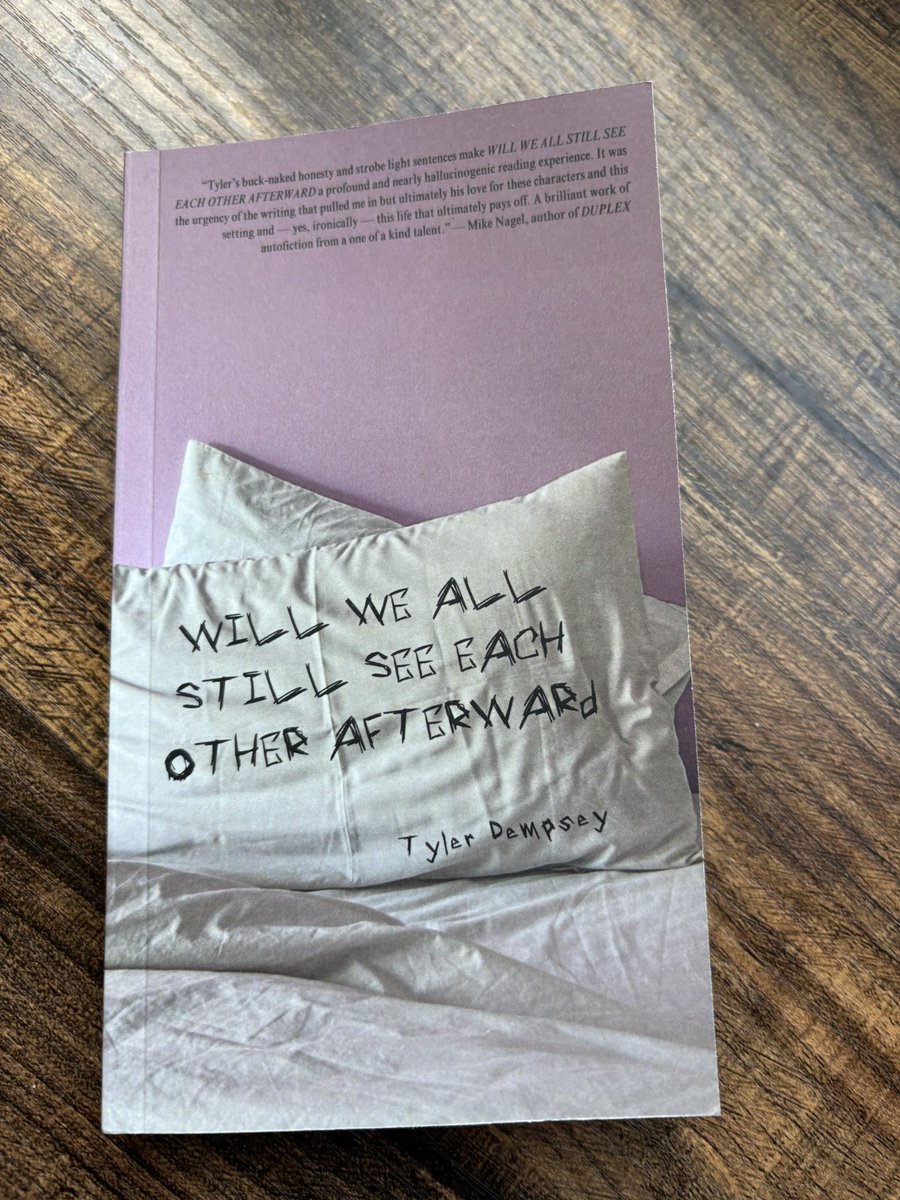 “Tyler’s buck-naked honesty and strobe light sentences make WILL WE ALL STILL SEE
EACH OTHER AFTERWARD a profound and nearly hallucinogenic reading experience. It was
the urgency of the writing that pulled me in but ultimately his love for these characters and this
setting and — yes, ironically — this life that ultimately pays off. A brilliant work of
autofiction from a one of a kind talent.” — Mike Nagel, author of DUPLEX
WILL WE ALL
STILL SEE EACH
OTHER AFTERWARd
Tyler Dempsey